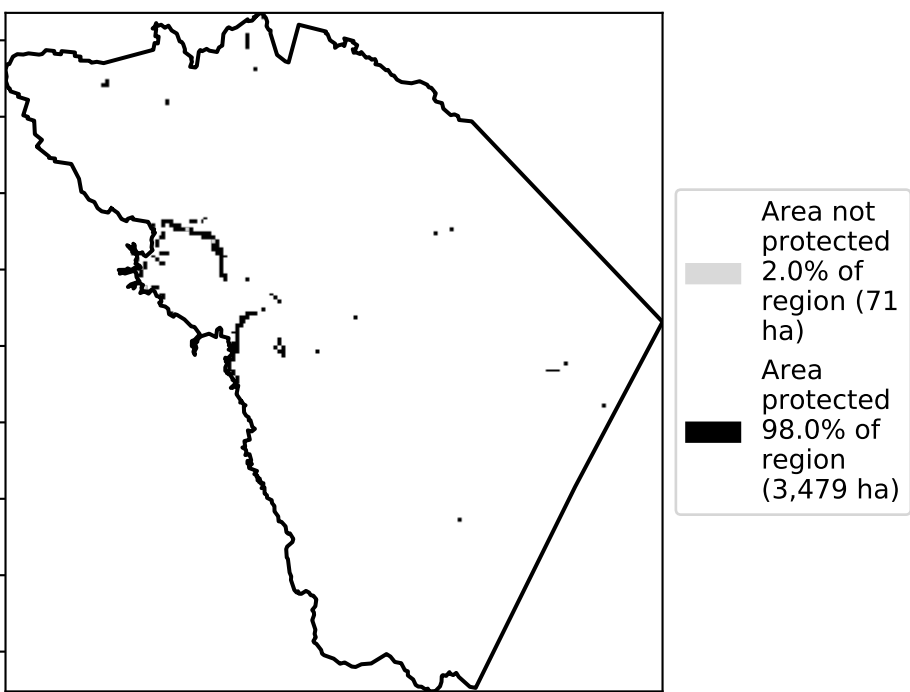 Area not
protected
2.0% of
region (71
ha)
Area
protected
98.0% of
region
(3,479 ha)